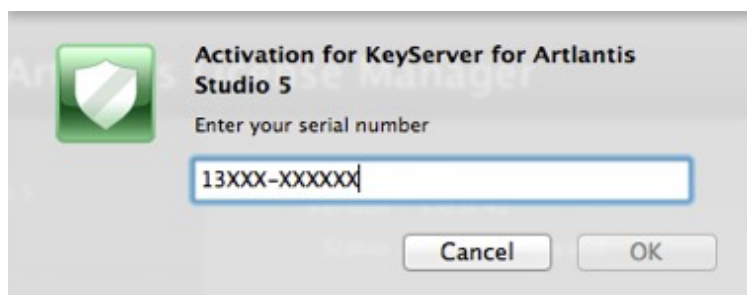 Activation for KeyServer for Artlantis
Studio 5
Enter your serial number
13XXX-XXXXXX
Cancel
OK